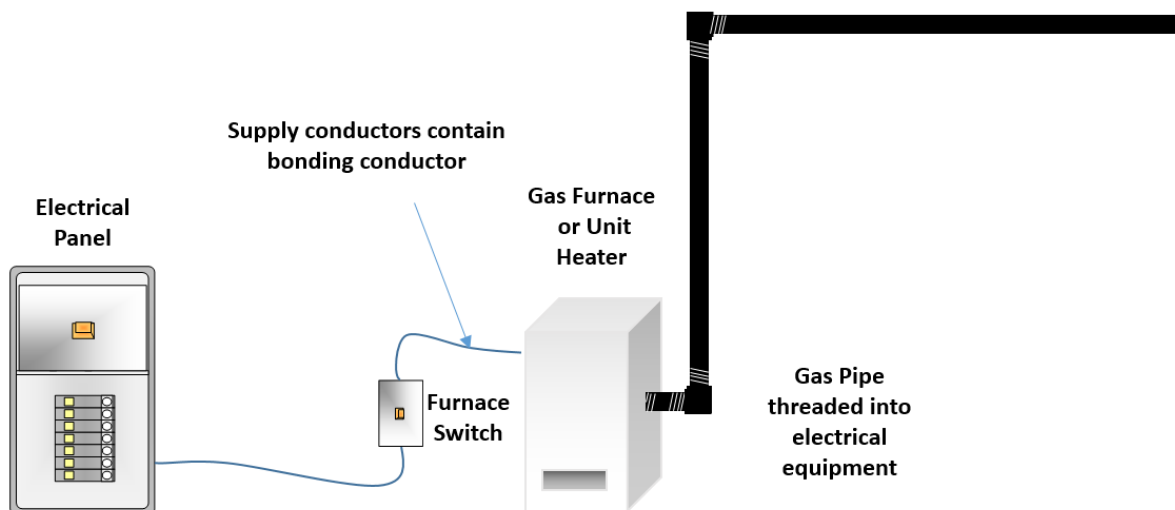 Supply conductors contain
bonding conductor
Electrical
Panel
Gas Furnace
or Unit
Heater
Furnace
Switch
Gas Pipe
threaded into
electrical
equipment